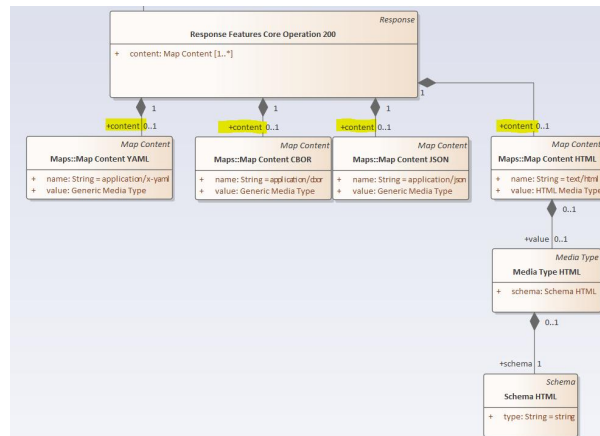 Response
Response Features Core Operation 200
+ content: Map Content [1..*]
1
1
1
1
+content 0..1
+content 0..1
+content 0..1
+content 0..1
Map Content
Maps::Map Content YAML
+ name: String = application/x-yaml
+ value: Generic Media Type
Map Content
Maps::Map Content CBOR
+ name: String = application/cbor
+ value: Generic Media Type
Map Content
Maps::Map Content JSON
+ name: String = application/json
+ value: Generic Media Type
Map Content
Maps::Map Content HTML
+ name: String = text/html
+ value: HTML Media Type
0..1
+value 0..1
Media Type
Media Type HTML
+ schema: Schema HTML
0..1
+schema 1
Schema
Schema HTML
+ type: String = string